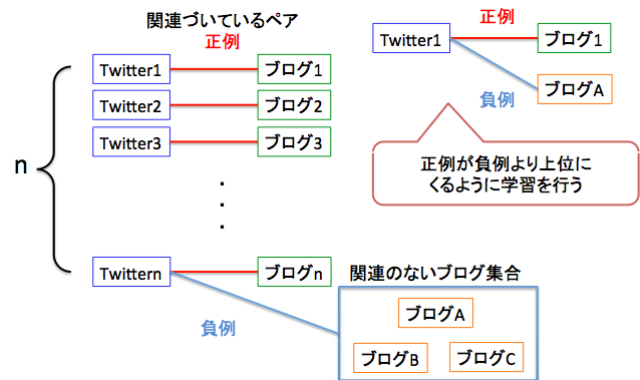 関連づいているペア
正例
Twitter1
ブログ1
Twitter2
ブログ2
Twitter3
ブログ3
n
・
・
・
Twittern
ブログn
負例
関連のないブログ集合
ブログA
ブログB
ブログC
正例
Twitter1
ブログ1
ブログA
負例
正例が負例より上位に
くるように学習を行う